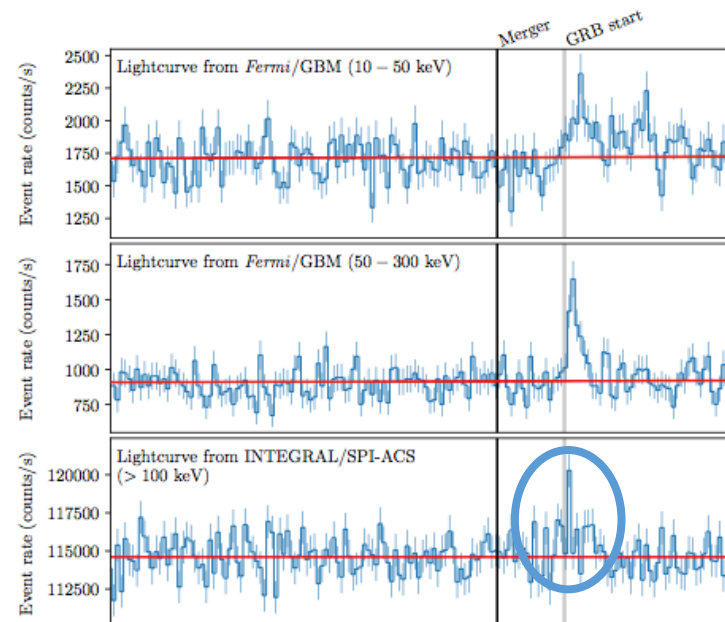 Merger
GRB start
Lightcurve from Fermi/GBM (10 − 50 keV)
Event rate (counts/s)
2500
2250
2000
1750
1500
1250
Lightcurve from Fermi/GBM (50 − 300 keV)
Event rate (counts/s)
1750
1500
1250
1000
750
Lightcurve from INTEGRAL/SPI-ACS
(> 100 keV)
Event rate (counts/s)
120000
117500
115000
112500